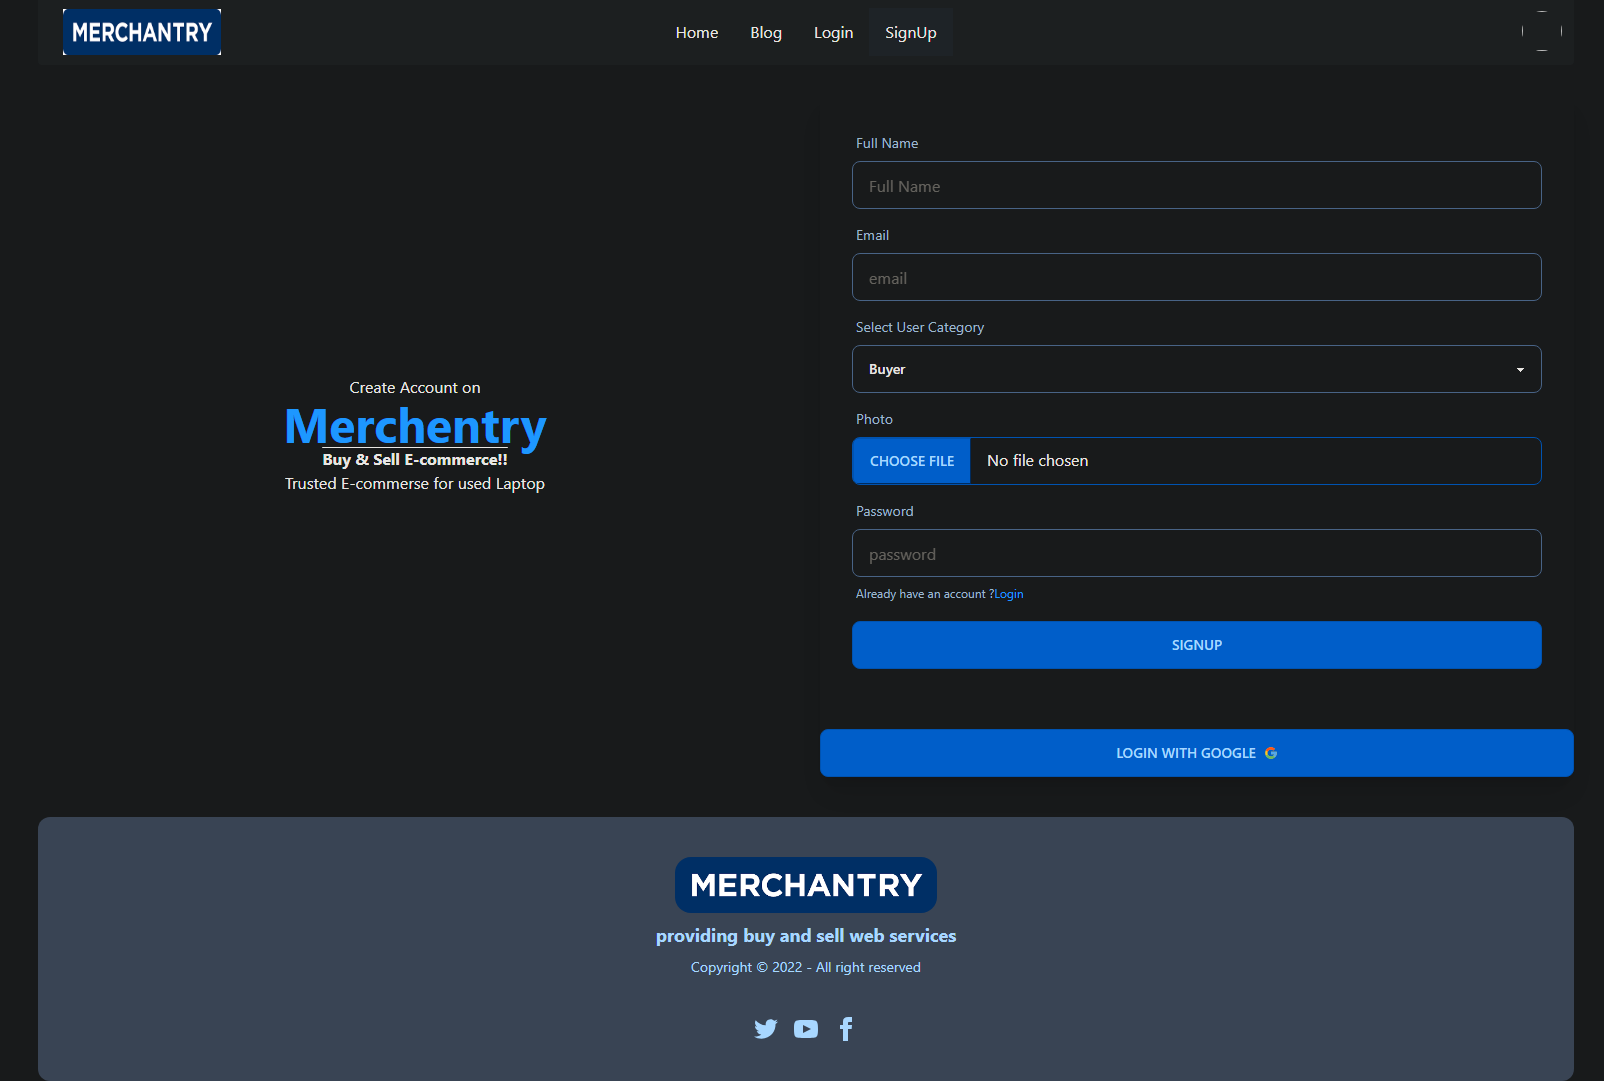 MERCHANTRY
Home Blog Login SignUp
Create Account on
Merchentry
Buy & Sell E-commerce!!
Trusted E-commerse for used Laptop
Full Name
Full Name
Email
email
Select User Category
Buyer
Photo
CHOOSE FILE No file chosen
Password
password
Already have an account ?Login
SIGNUP
LOGIN WITH GOOGLE
MERCHANTRY
providing buy and sell web services
Copyright © 2022 - All right reserved